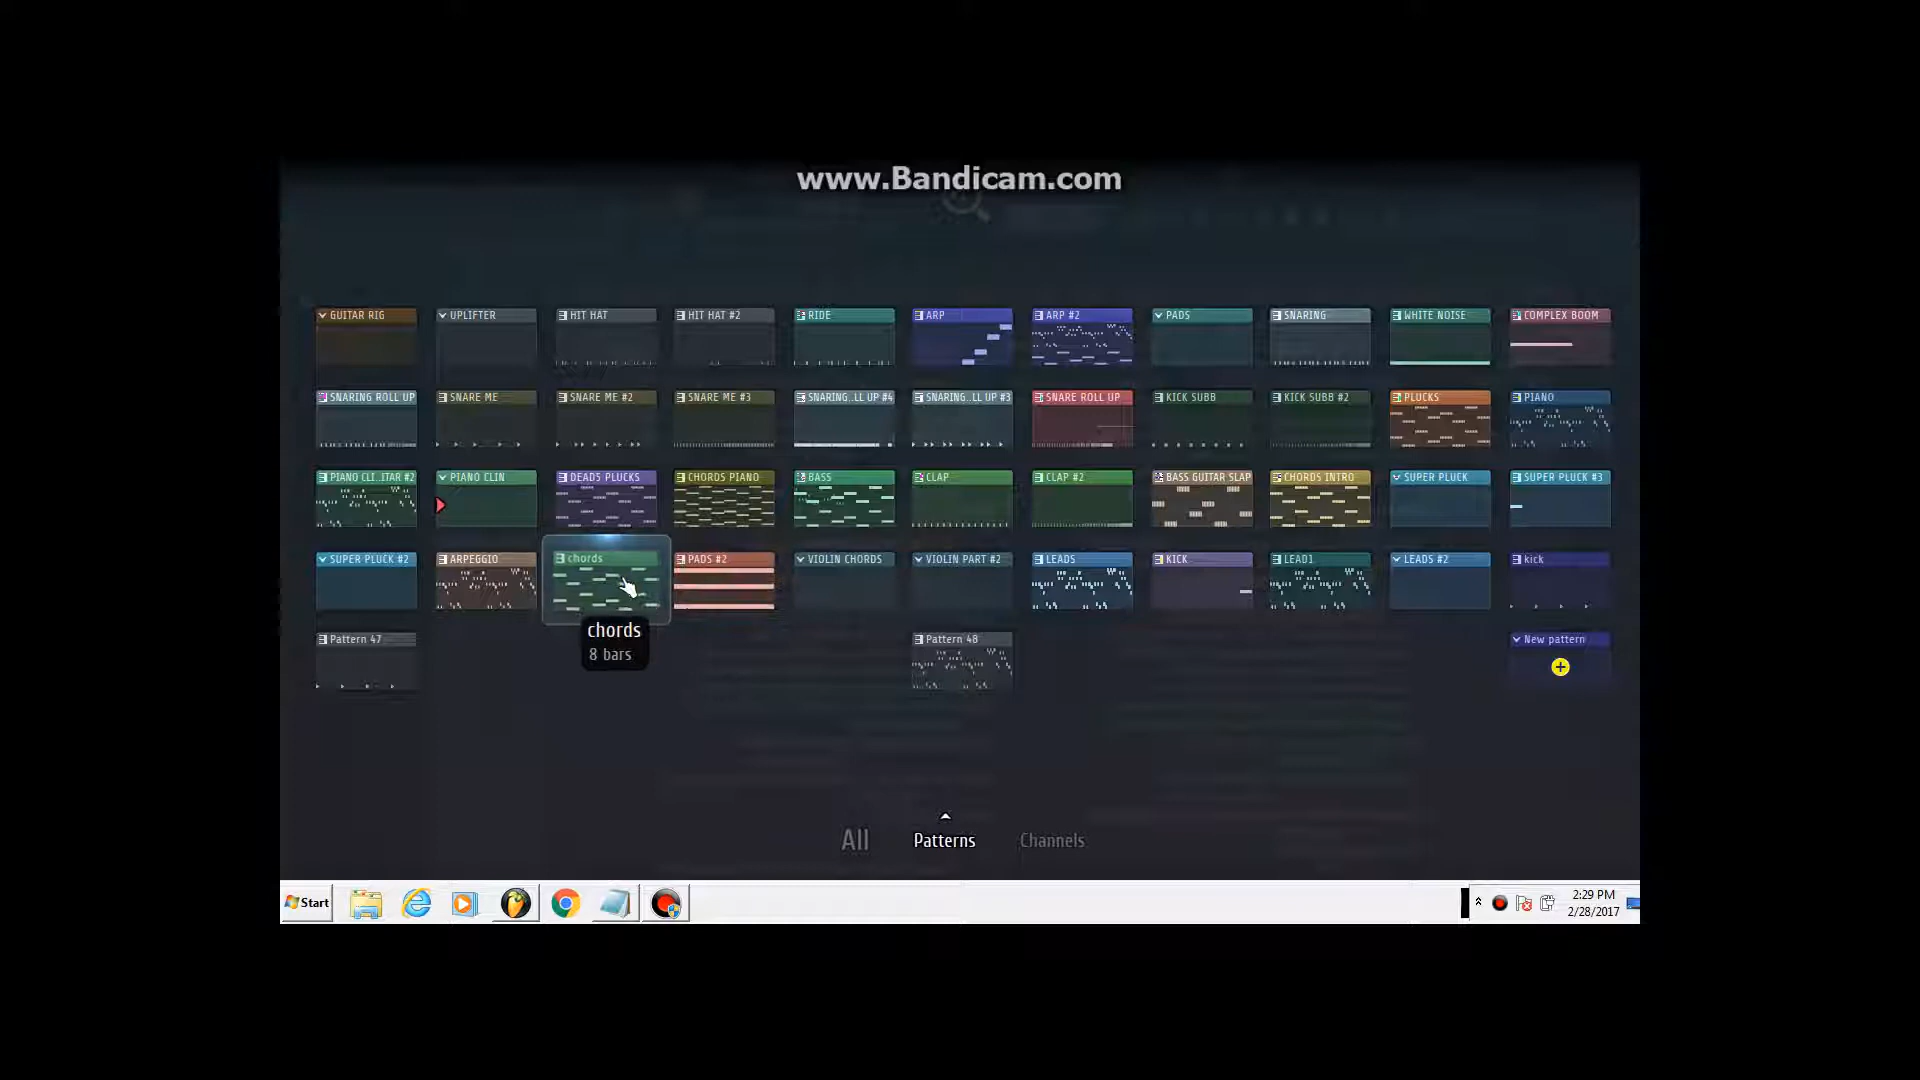 www.Bandicam.com
GUITAR RIG
UPLIFTER
HIT HAT
HIT HAT #2
RIDE
ARP
ARP #2
PADS
SNARING
WHITE NOISE
COMPLEX BOOM
SNARING ROLL UP
SNARE ME
SNARE ME #2
SNARE ME #3
SNARING..LL UP #4
SNARING..LL UP #3
SNARE ROLL UP
KICK SUBB
KICK SUBB #2
PLUCKS
PIANO
PIANO CLI..ITAR #2
PIANO CLIN
DEAD5 PLUCKS
CHORDS PIANO
BASS
CLAP
CLAP #2
BASS GUITAR SLAP
CHORDS INTRO
SUPER PLUCK
SUPER PLUCK #3
SUPER PLUCK #2
ARPEGGIO
chords
PADS #2
VIOLIN CHORDS
VIOLIN PART #2
LEADS
KICK
LEAD1
LEADS #2
kick
chords
8 bars
Pattern 47
Pattern 48
New pattern
All
Patterns
Channels
Start
2:29 PM
2/28/2017